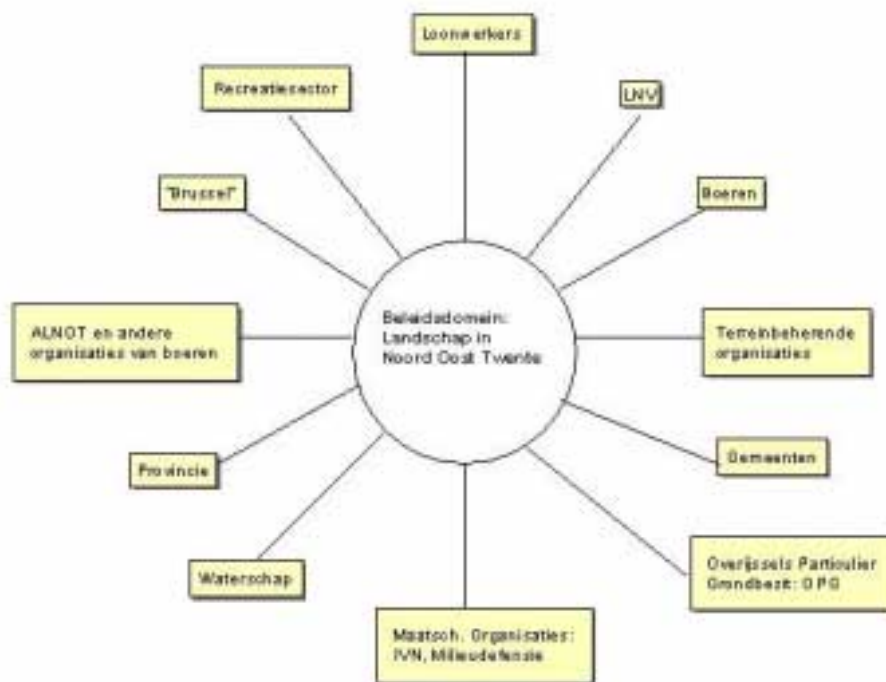 Loonwerkers
Recreatiesector
LNV
"Brussel"
Boeren
Beleidsdomein:
Landschap in
Noord Oost Twente
ALNOT en andere
organisaties van boeren
Terreinbeherende
organisaties
Provincie
Gemeenten
Waterschap
Overijssels Particulier
Grondbezit: OPG
Maatsch. Organisaties:
IVN, Milieudefensie